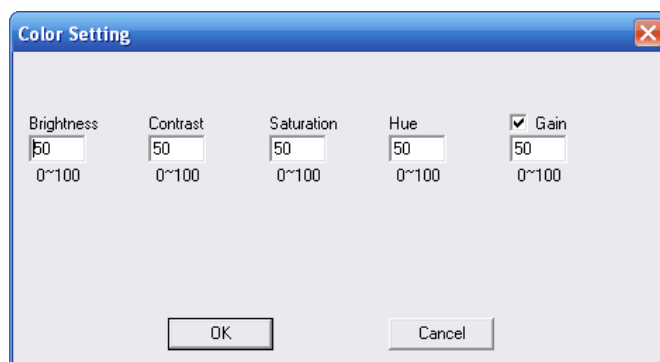 Color Setting
Brightness Contrast Saturation Hue Gain
50 50 50 50 50
0~100 0~100 0~100 0~100 0~100
OK Cancel